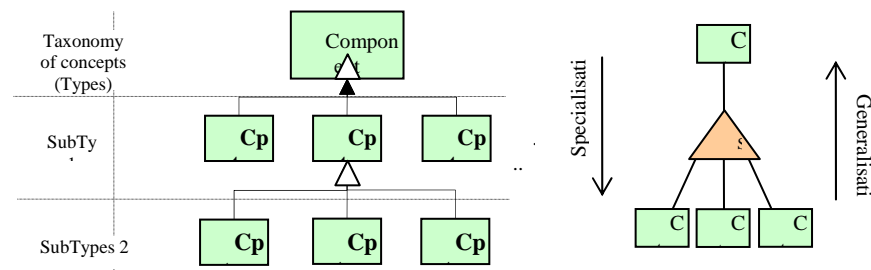 Taxonomy
of concepts
(Types)
Compon
SubTy
Cp
Cp
Cp
..
SubTypes 2
Cp
Cp
Cp
Specialisati
C
s
C
C
C
Generalisati